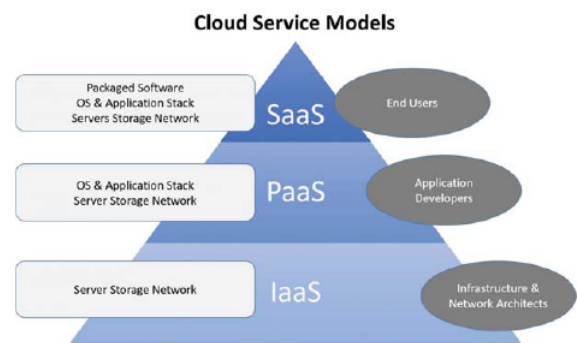 Cloud Service Models
Packaged Software
OS & Application Stack
Servers Storage Network
SaaS
End Users
OS & Application Stack
Server Storage Network
PaaS
Application
Developers
Server Storage Network
IaaS
Infrastructure &
Network Architects